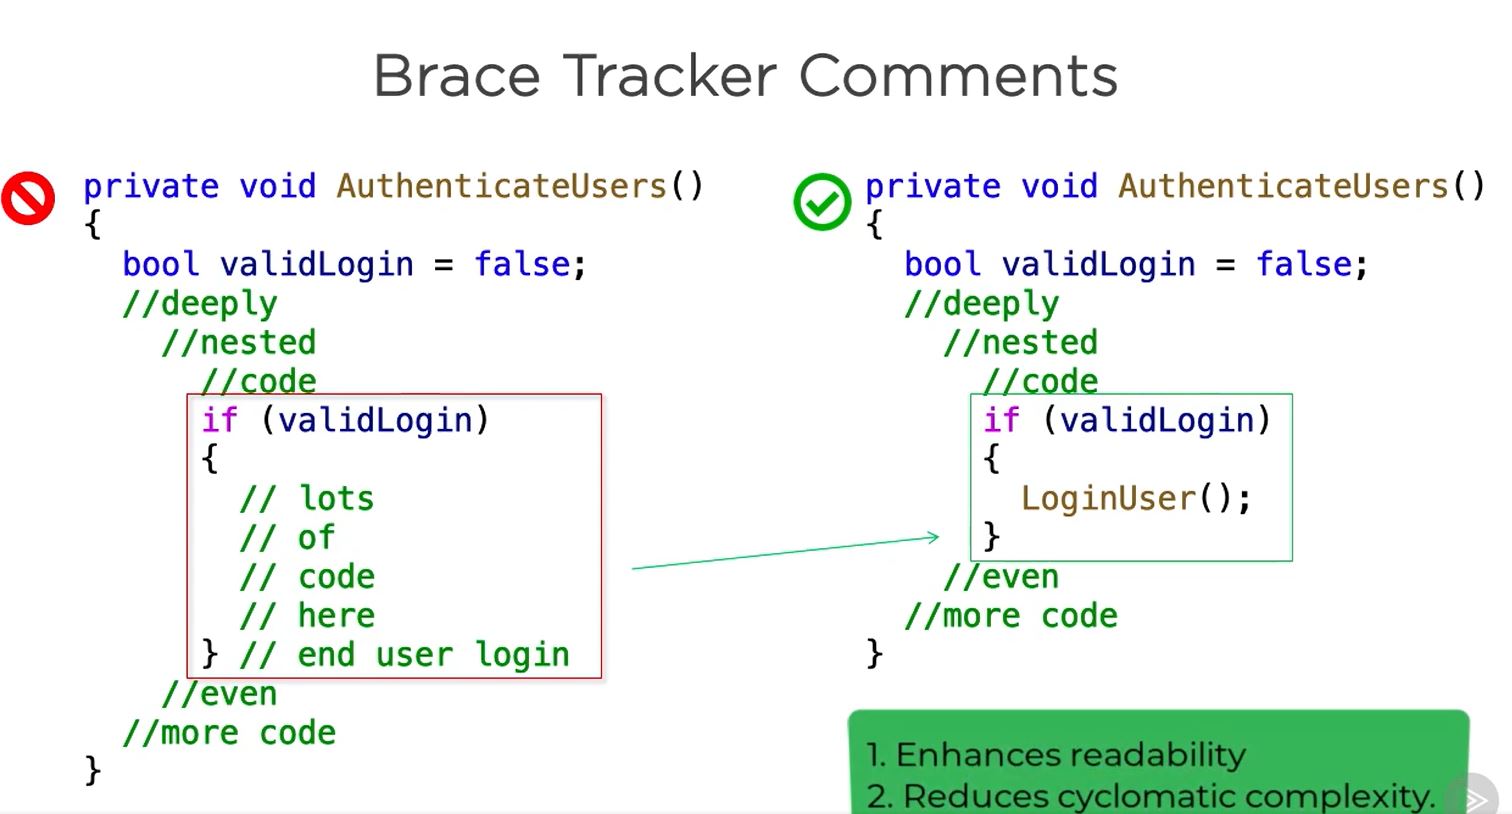 Brace Tracker Comments
private void AuthenticateUsers()
{
bool validLogin = false;
//deeply
//nested
//code
if (validLogin)
{
// lots
// of
// code
// here
} // end user login
//even
//more code
}
private void AuthenticateUsers()
{
bool validLogin = false;
//deeply
//nested
//code
if (validLogin)
{
LoginUser();
}
//even
//more code
}
1. Enhances readability
2. Reduces cyclomatic complexity.